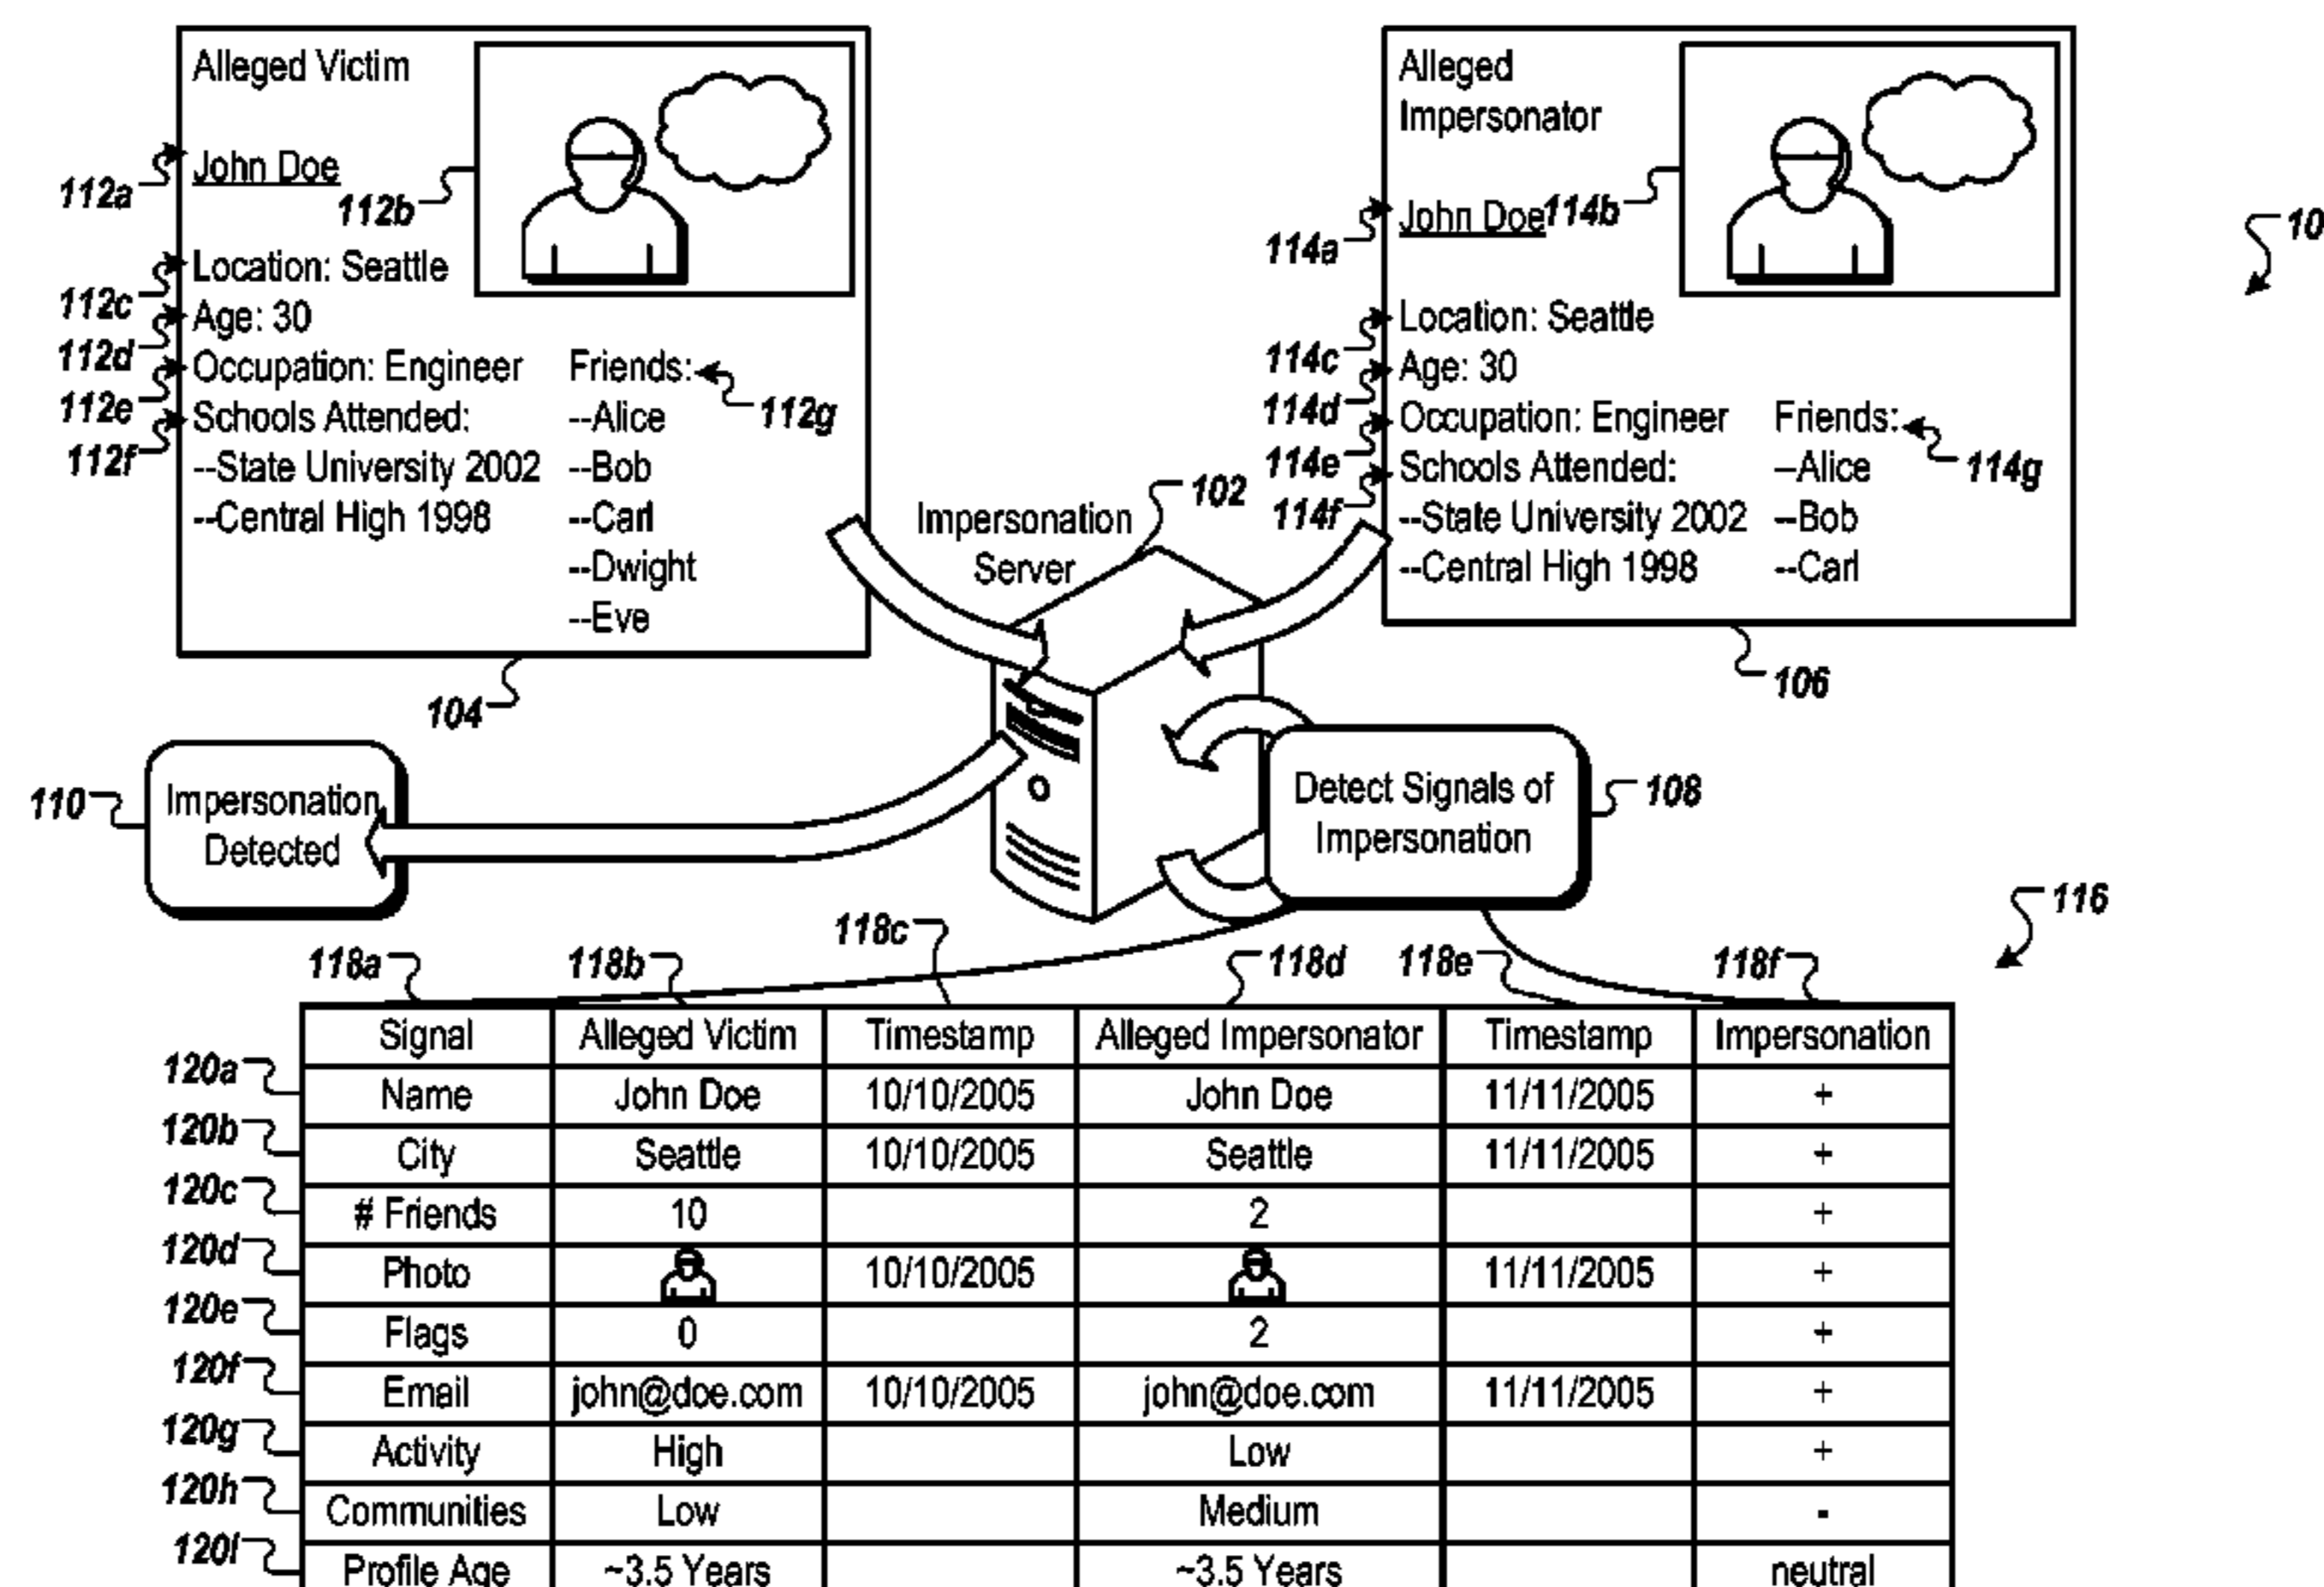 Alleged Victim
John Doe
112a
112b
Location: Seattle
112c
Age: 30
112d
Occupation: Engineer
112e
Schools Attended:
112f
--State University 2002
--Central High 1998
Friends:
112g
--Alice
--Bob
--Carl
--Dwight
--Eve
104
Alleged
Impersonator
John Doe
114a
114b
Location: Seattle
114c
Age: 30
114d
Occupation: Engineer
114e
Schools Attended:
114f
--State University 2002
--Central High 1998
Friends:
114g
--Alice
--Bob
--Carl
106
10
Impersonation
Server
102
110
Impersonation
Detected
Detect Signals of
Impersonation
108
116
118a 118b 118c 118d 118e 118f
Signal Alleged Victim Timestamp Alleged Impersonator Timestamp Impersonation
120a Name John Doe 10/10/2005 John Doe 11/11/2005 +
120b City Seattle 10/10/2005 Seattle 11/11/2005 +
120c # Friends 10 2 +
120d Photo 10/10/2005 11/11/2005 +
120e Flags 0 2 +
120f Email john@doe.com 10/10/2005 john@doe.com 11/11/2005 +
120g Activity High Low +
120h Communities Low Medium -
120i Profile Age ~3.5 Years ~3.5 Years neutral